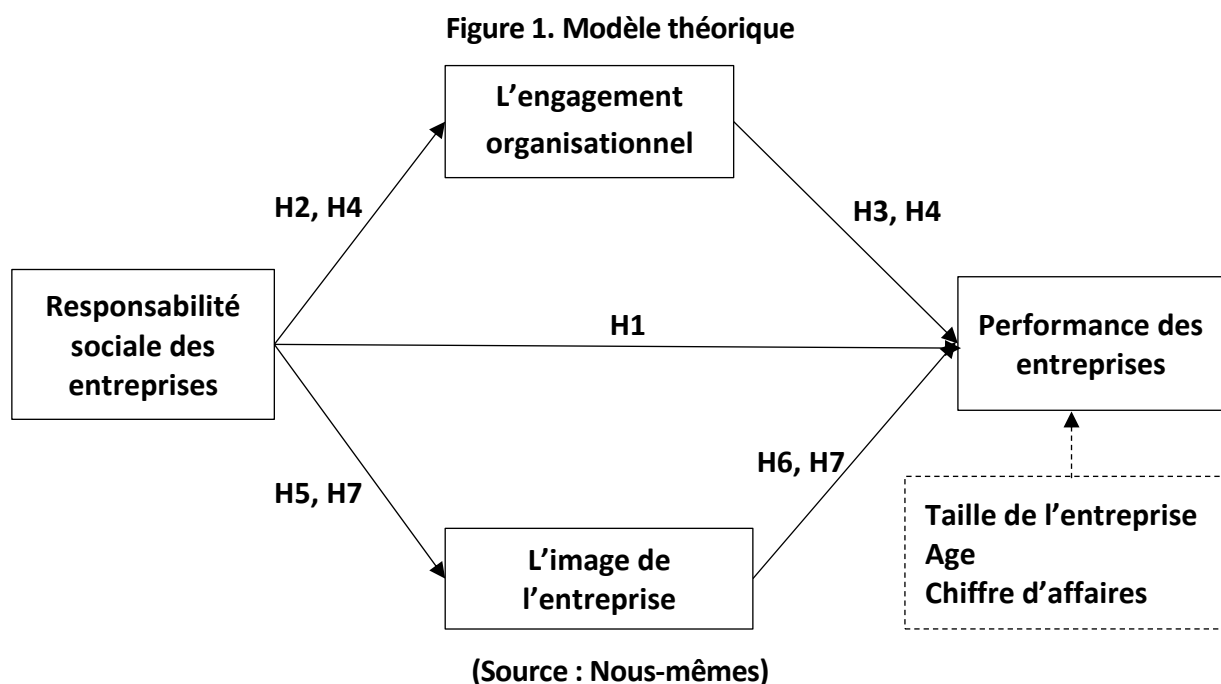 Figure 1. Modèle théorique
L’engagement
organisationnel
H2, H4
H3, H4
Responsabilité
sociale des
entreprises
H1
Performance des
entreprises
H5, H7
H6, H7
Taille de l’entreprise
Age
Chiffre d’affaires
L’image de
l’entreprise
(Source : Nous-mêmes)